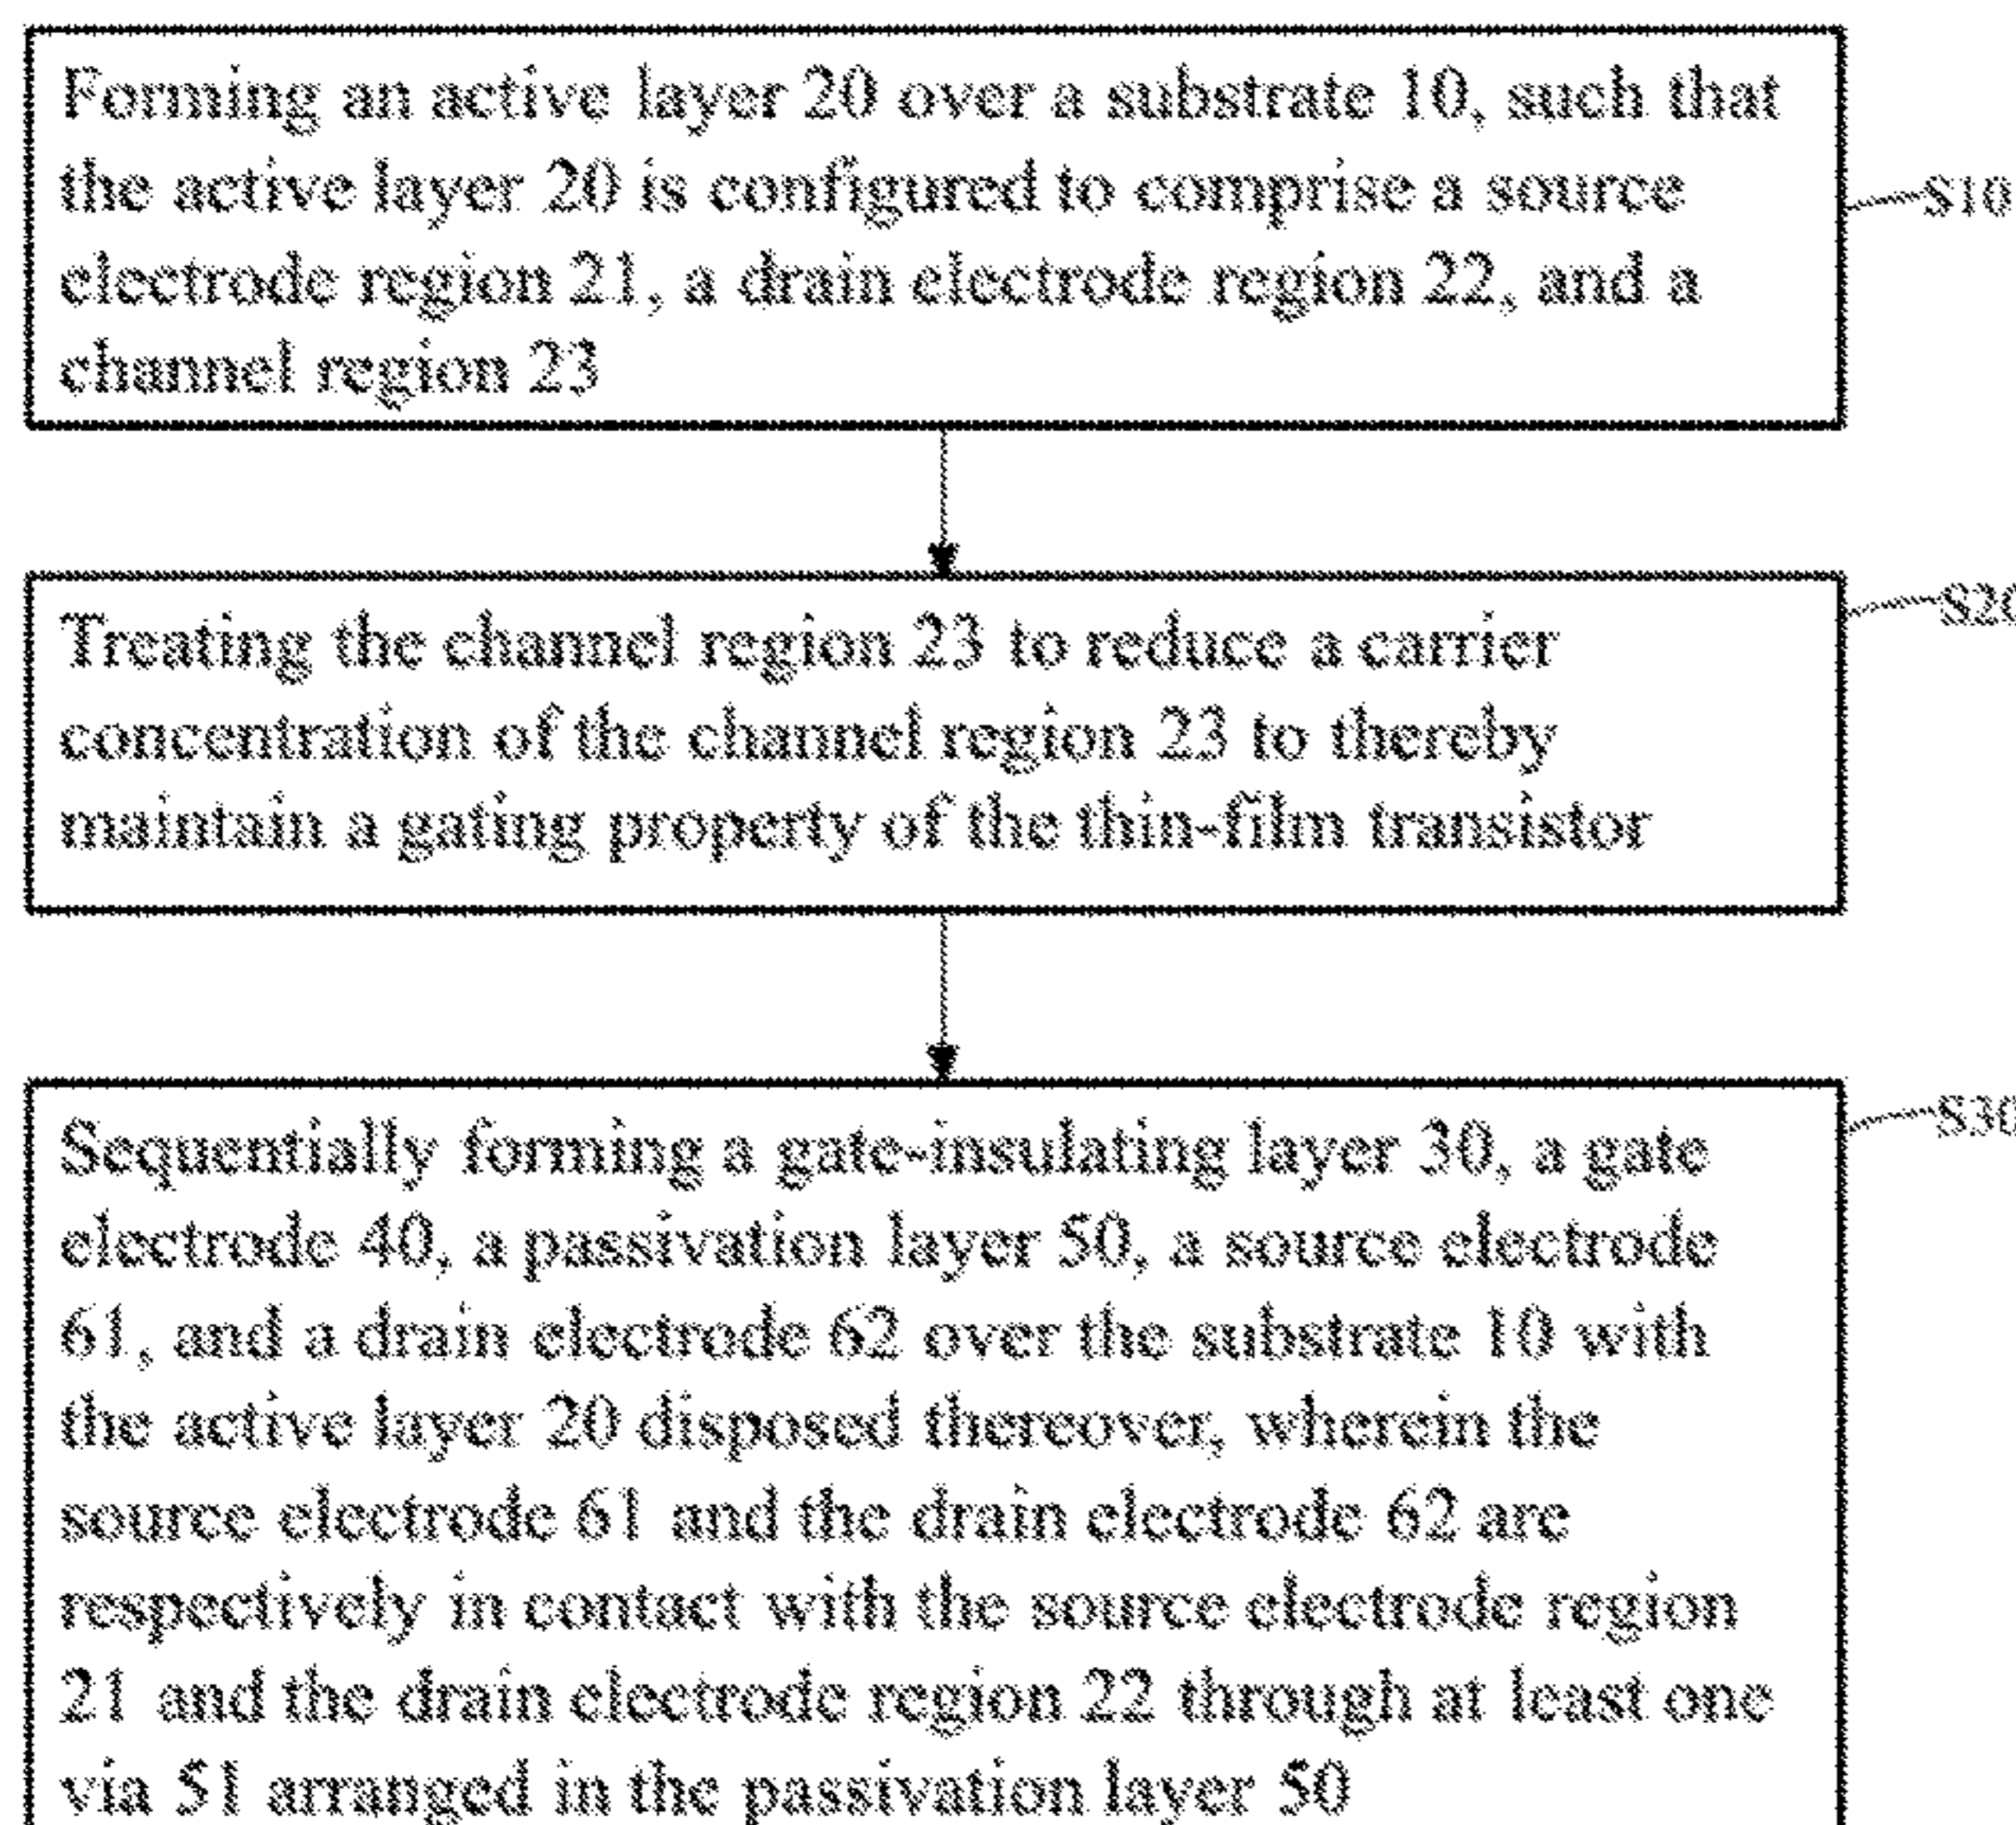 Forming an active layer 20 over a substrate 10, such that
the active layer 20 is configured to comprise a source
electrode region 21, a drain electrode region 22, and a
channel region 23
S10
Treating the channel region 23 to reduce a carrier
concentration of the channel region 23 to thereby
maintain a gating property of the thin-film transistor
S20
Sequentially forming a gate-insulating layer 30, a gate
electrode 40, a passivation layer 50, a source electrode
61, and a drain electrode 62 over the substrate 10 with
the active layer 20 disposed thereover, wherein the
source electrode 61 and the drain electrode 62 are
respectively in contact with the source electrode region
21 and the drain electrode region 22 through at least one
via 51 arranged in the passivation layer 50
S30